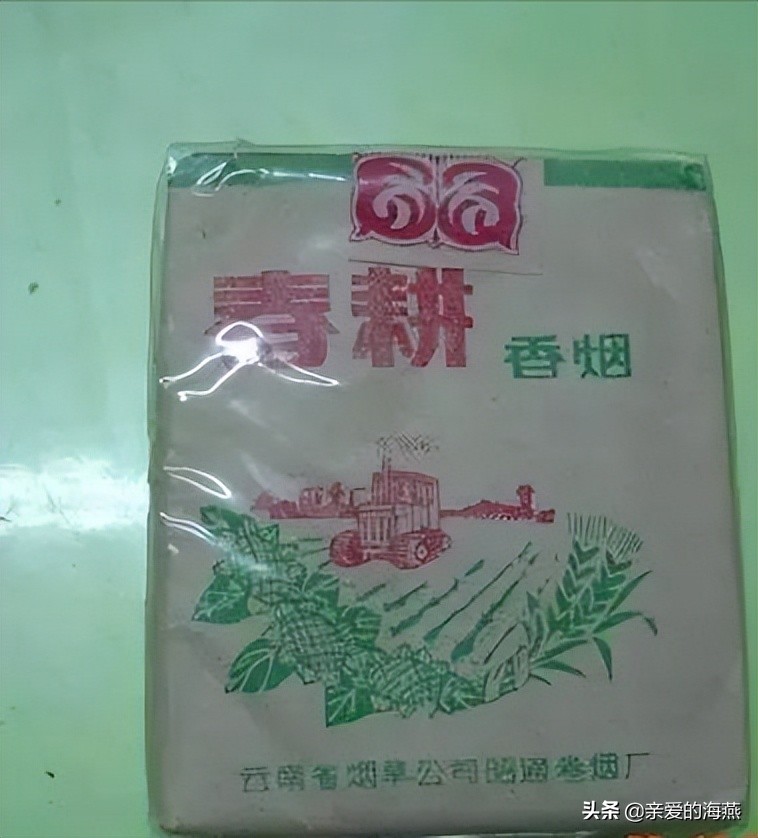 春耕
香烟
云南省烟草公司昭通卷烟厂
头条 @亲爱的海燕